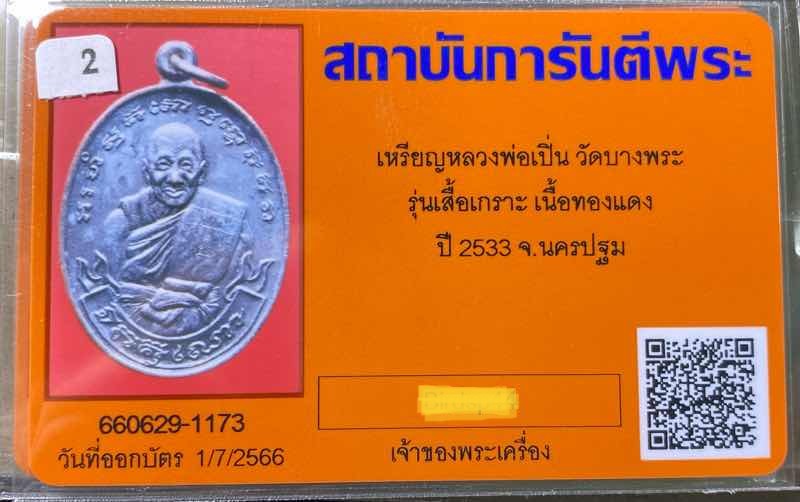 2
สถาบันการันตีพระ
เหรียญหลวงพ่อเปิ่น วัดบางพระ
รุ่นเสื้อเกราะ เนื้อทองแดง
ปี 2533 จ.นครปฐม
660629-1173
วันที่ออกบัตร 1/7/2566
เจ้าของพระเครื่อง